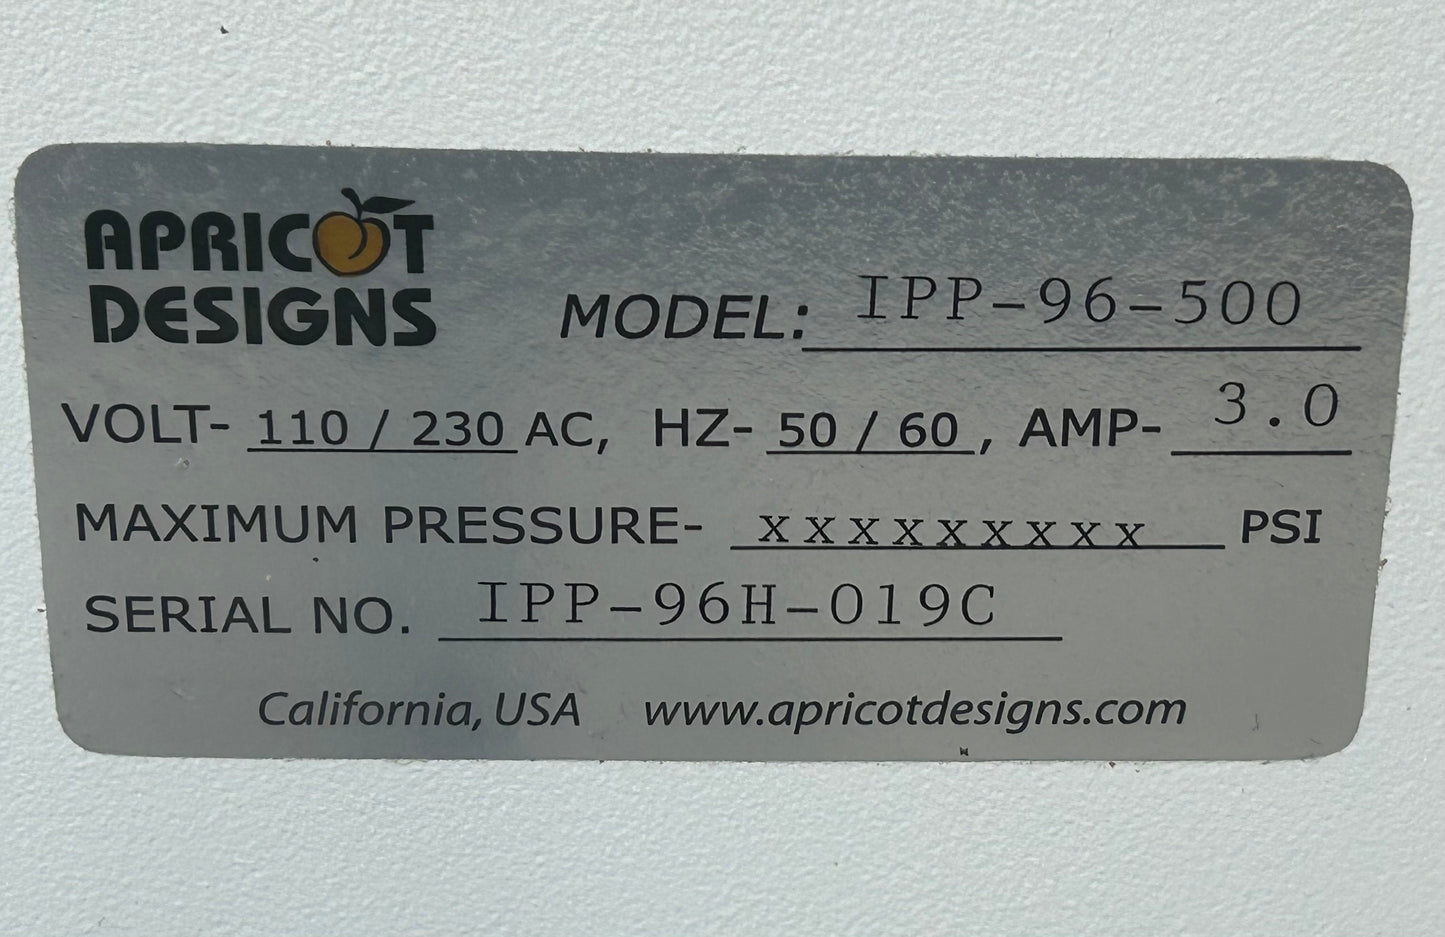 APRICOT
DESIGNS
MODEL: IPP-96-500
VOLT- 110 / 230 AC, HZ- 50 / 60 , AMP- 3.0
MAXIMUM PRESSURE- xxxxxxxxx PSI
SERIAL NO. IPP-96H-019C
California, USA www.apricotdesigns.com